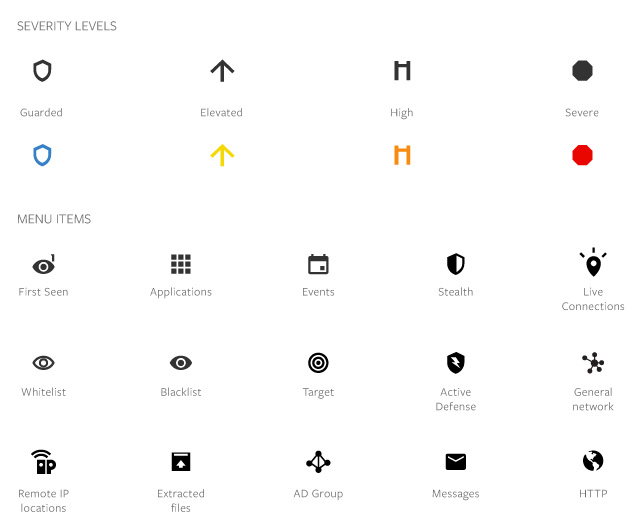 SEVERITY LEVELS
Guarded Elevated High Severe
MENU ITEMS
First Seen Applications Events Stealth Live
Connections
Whitelist Blacklist Target Active
Defense General
network
Remote IP
locations Extracted
files AD Group Messages HTTP